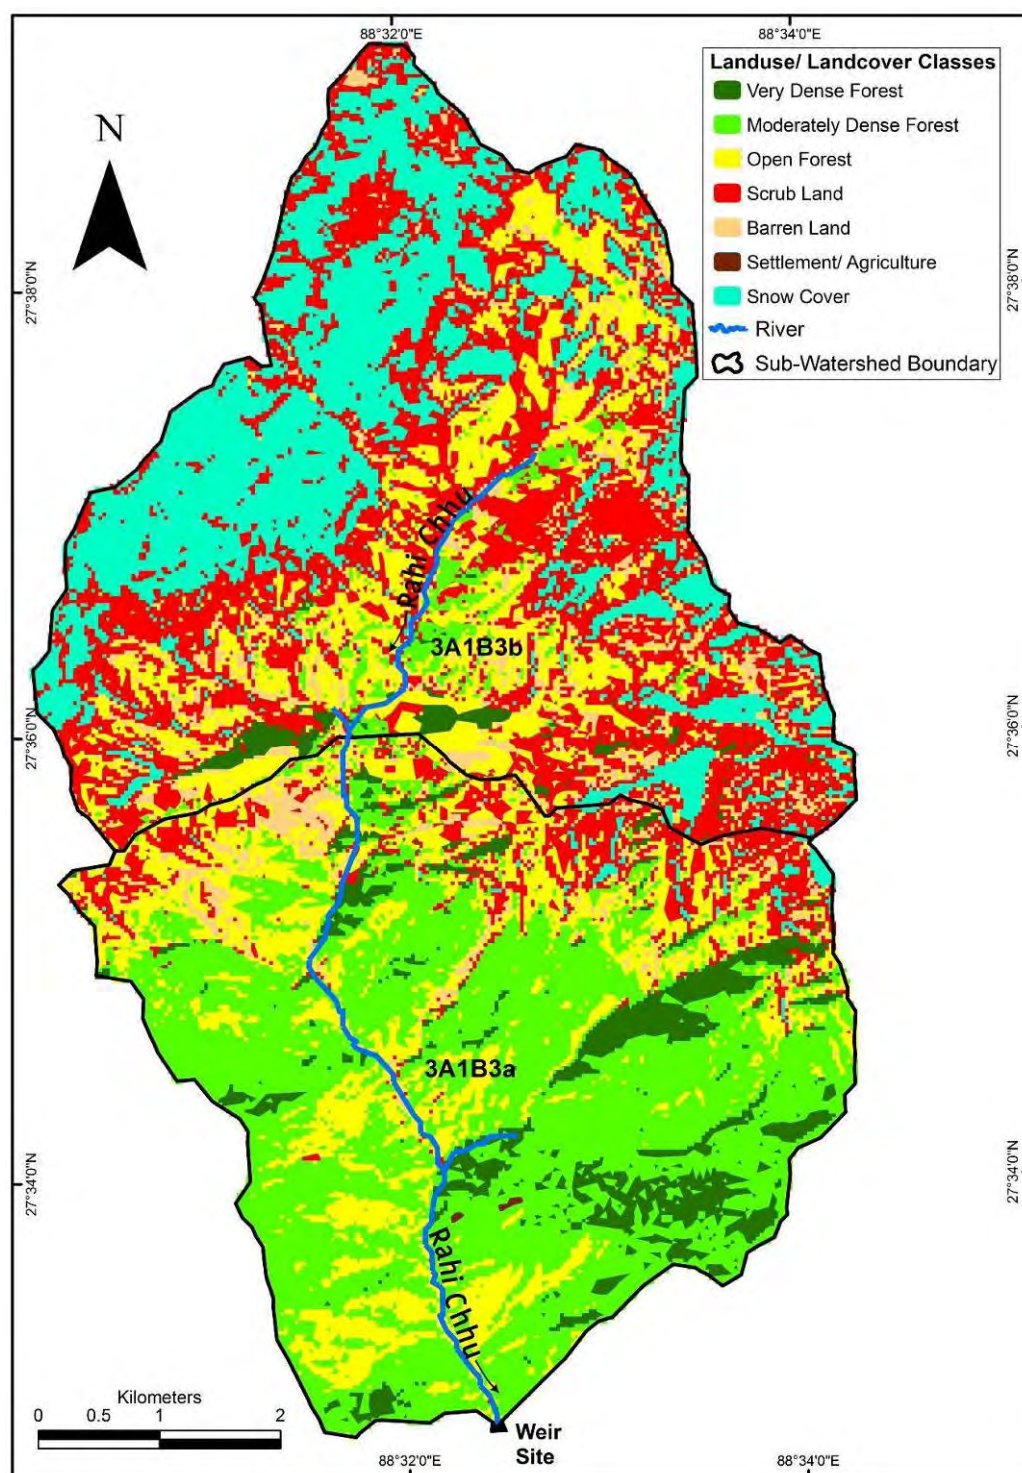 88°32'0"E
88°34'0"E
Landuse/ Landcover Classes
Very Dense Forest
Moderately Dense Forest
Open Forest
Scrub Land
Barren Land
Settlement/ Agriculture
Snow Cover
River
Sub-Watershed Boundary
N
27°38'0"N
27°38'0"N
Rahi Chhu
3A1B3b
27°36'0"N
27°36'0"N
3A1B3a
27°34'0"N
27°34'0"N
Rahi Chhu
Kilometers
0 0.5 1 2
Weir
Site
88°32'0"E
88°34'0"E